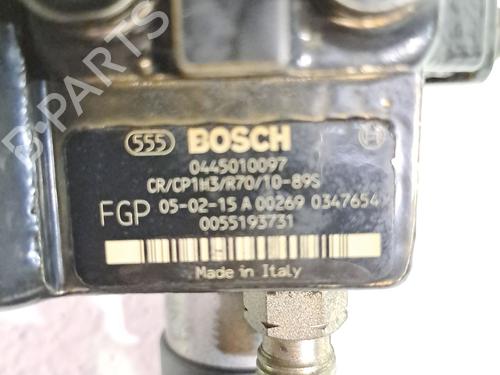 B-PARTS
555 BOSCH
0445010097
CR/CP1H3/R70/10-89S
FGP 05-02-15 A 00269 0347654
0055193731
Made in Italy